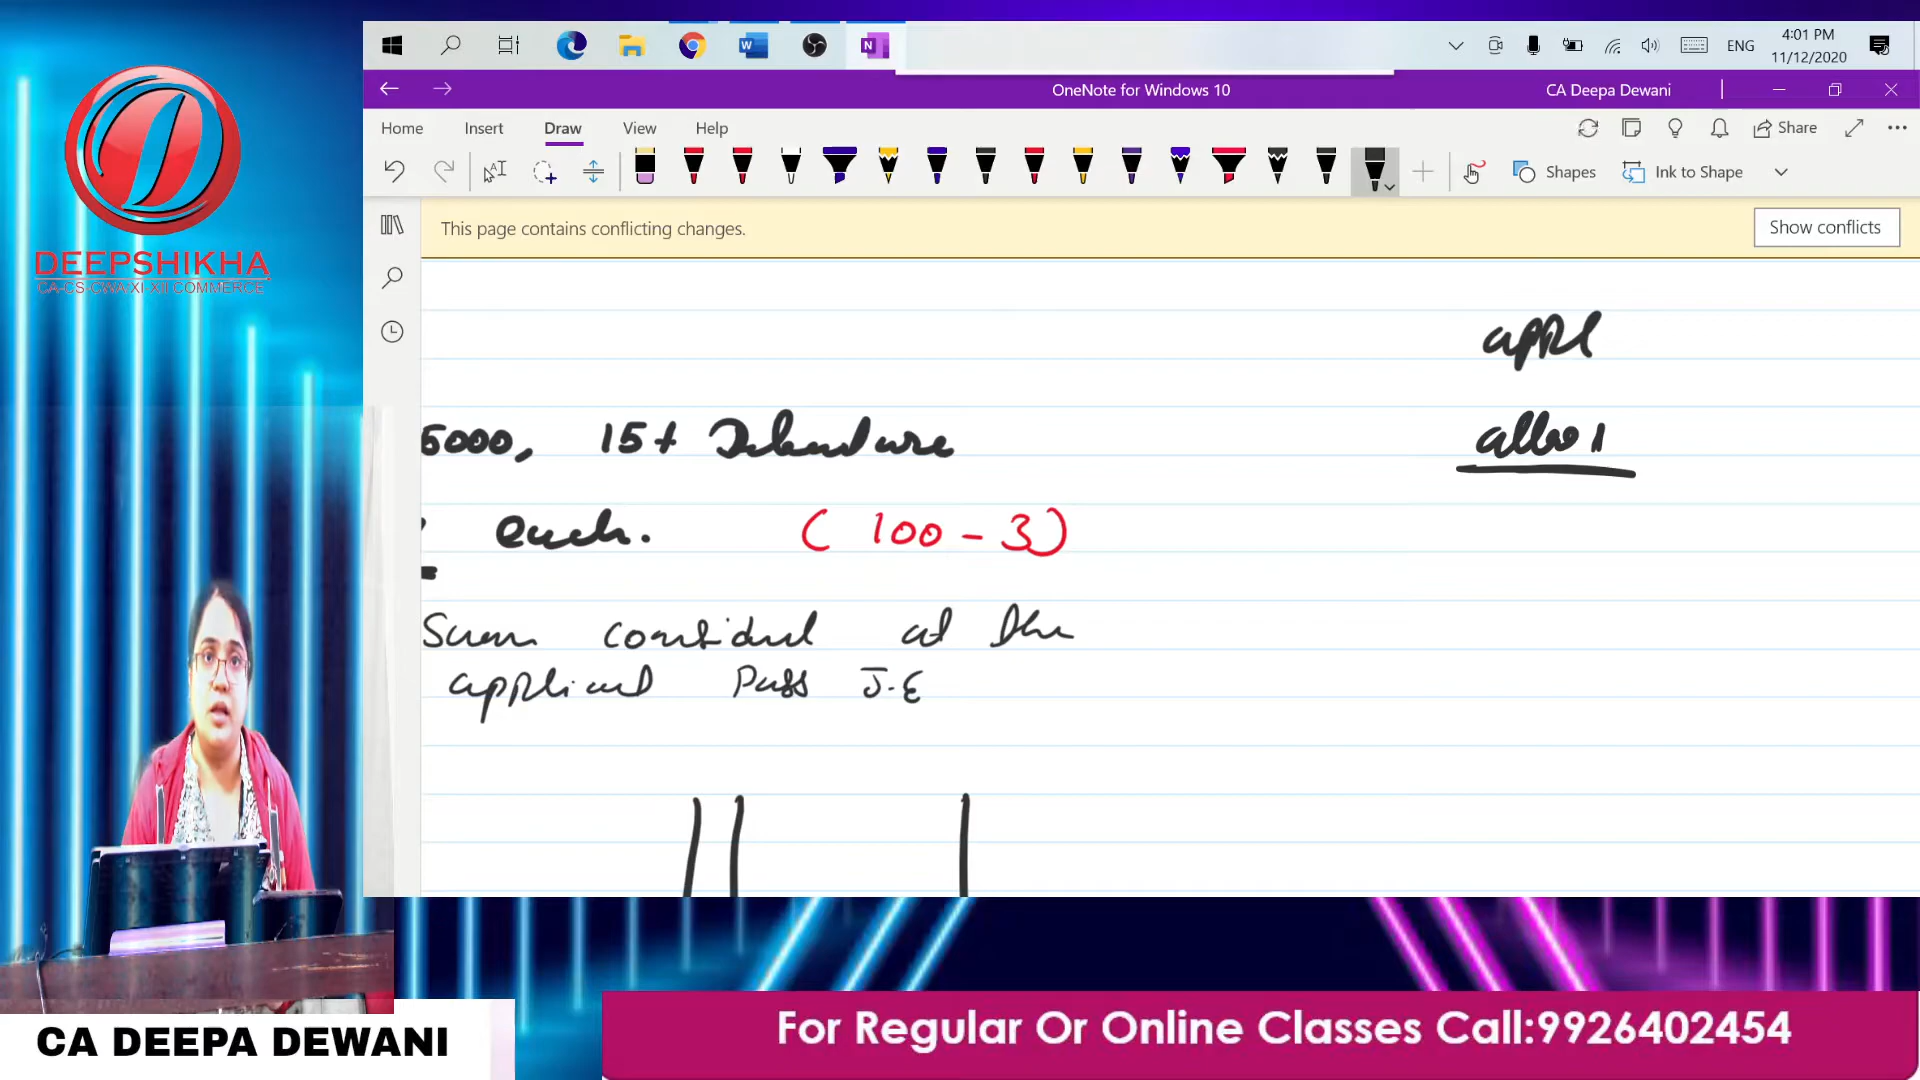 4:01 PM
ENG
11/12/2020
OneNote for Windows 10
CA Deepa Dewani
Home Insert Draw View Help
Share
Shapes
Ink to Shape
This page contains conflicting changes.
Show conflicts
DEEPSHIKHA
CA-CS-CWA-XI-XII COMMERCE
appl
5000, 15+ Debenture
each. (100-3)
Sum at the
Pass J.E
CA DEEPA DEWANI
For Regular Or Online Classes Call:9926402454